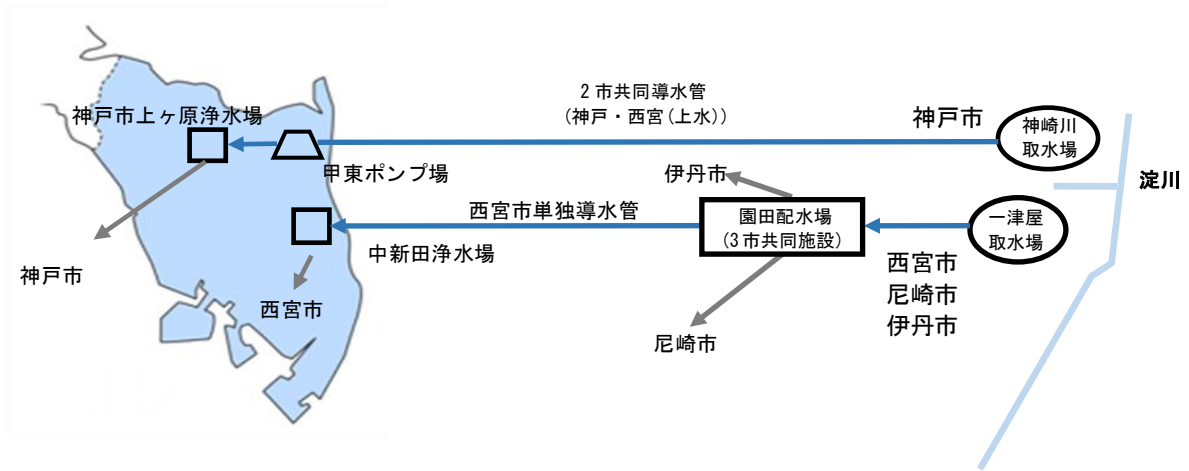 2市共同導水管
(神戸・西宮(上水))
神戸市
神崎川
取水場
神戸市上ヶ原浄水場
甲東ポンプ場
伊丹市
淀川
西宮市単独導水管
園田配水場
(3市共同施設)
一津屋
取水場
中新田浄水場
神戸市
西宮市
西宮市
尼崎市
伊丹市
尼崎市